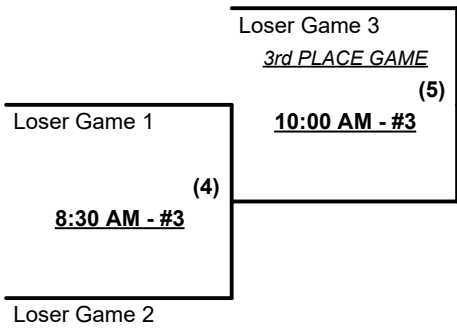 Loser Game 3
3rd PLACE GAME
(5)
10:00 AM - #3
Loser Game 1
(4)
8:30 AM - #3
Loser Game 2